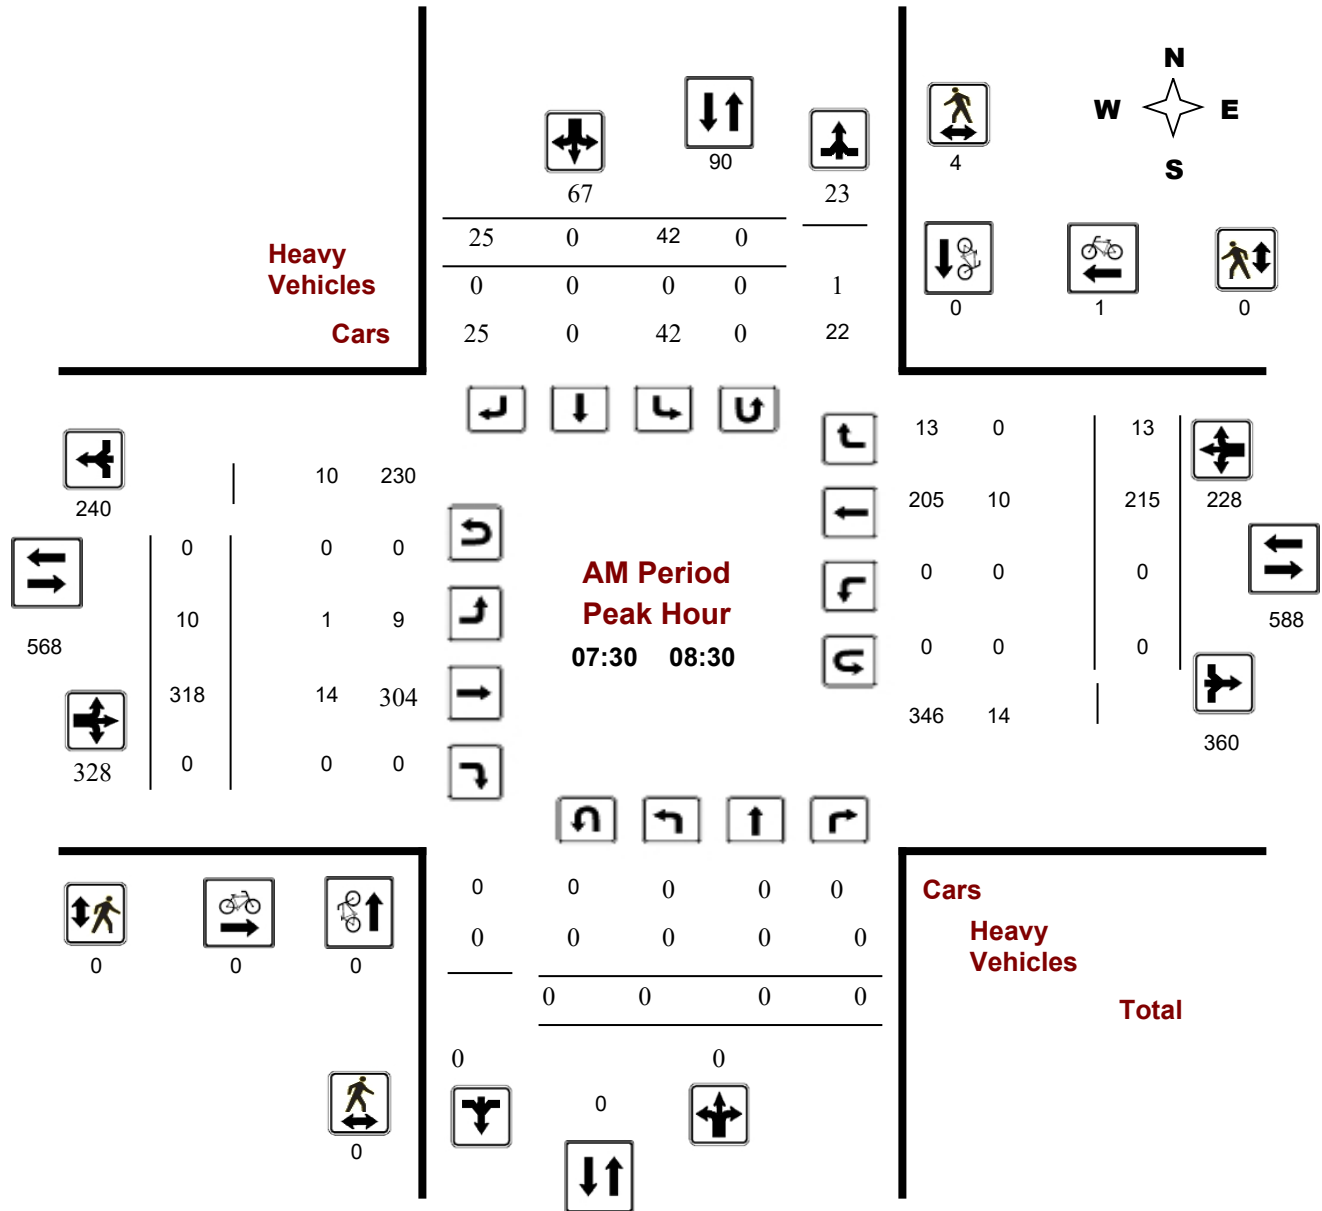 N
W E
S
90
4
67 23
25 0 42 0
Heavy
Vehicles 0 0 0 0 1
0 1 0
Cars 25 0 42 0 22
13 0 13
10 230
240
205 10 215 228
0 0 0
AM Period
0 0 0
Peak Hour
10 1 9
588
568
07:30 08:30
0 0 0
318 14 304
346 14
360
328 0 0 0
0 0 0 0 0
Cars
0 0 0 0 0
Heavy
Vehicles
0 0 0
0 0 0 0
Total
0 0
0
0